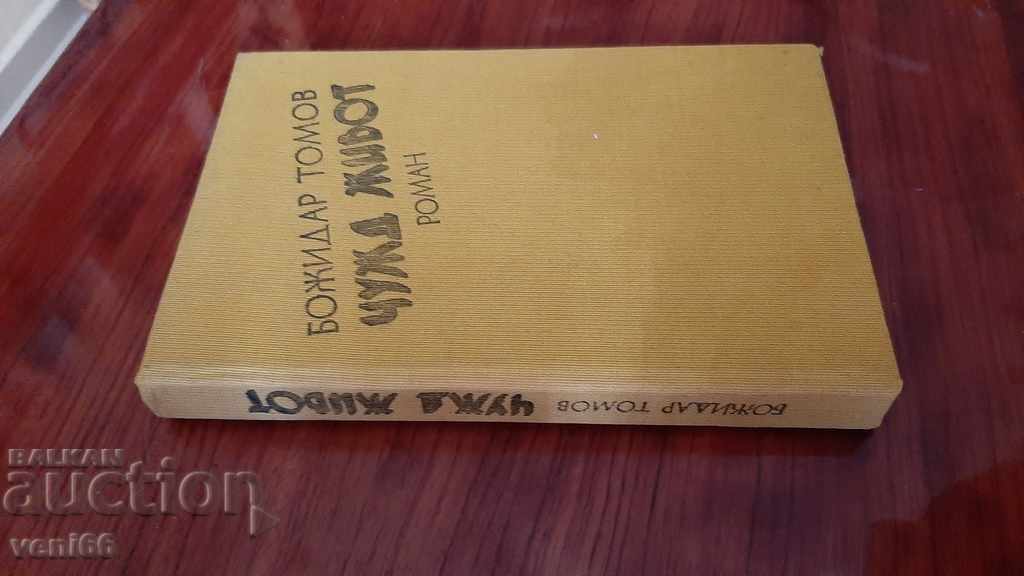 БОЖИДАР ТОМОВ
ЧУЖД ЖИВОТ
РОМАН
БОЖИДАР ТОМОВ ЧУЖД ЖИВОТ
BALKAN
auction
veni66